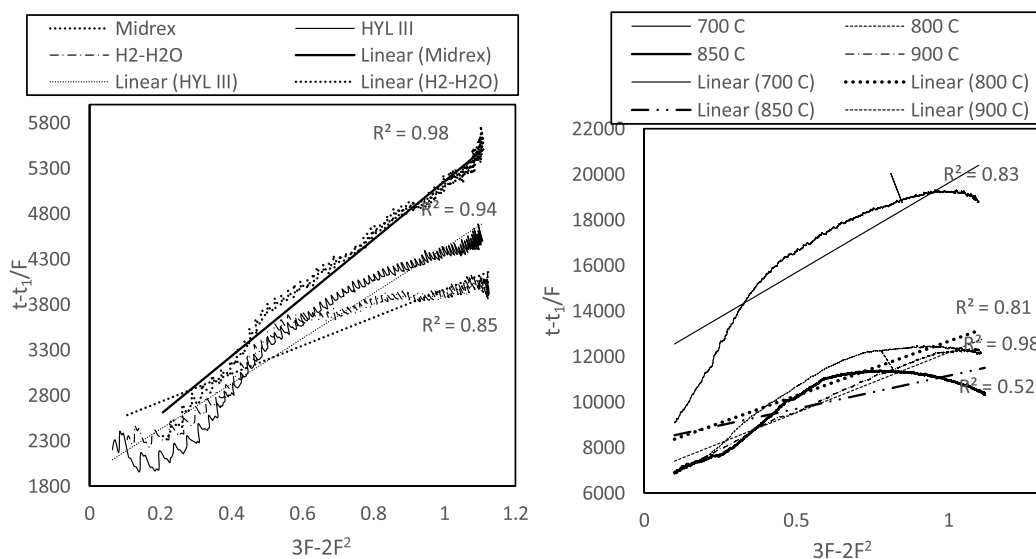 Midrex HYL III
H2-H2O Linear (Midrex)
Linear (HYL III) Linear (H2-H2O)
5800
5300
4800
4300
3800
3300
2800
2300
1800
t-t₁/F
R² = 0.98
R² = 0.94
R² = 0.85
0 0.2 0.4 0.6 0.8 1 1.2
3F-2F²
700 C 800 C
850 C 900 C
Linear (700 C) Linear (800 C)
Linear (850 C) Linear (900 C)
22000
20000
18000
16000
14000
12000
10000
8000
6000
t-t₁/F
R² = 0.83
R² = 0.81
R² = 0.98
R² = 0.52
0 0.5 1
3F-2F²